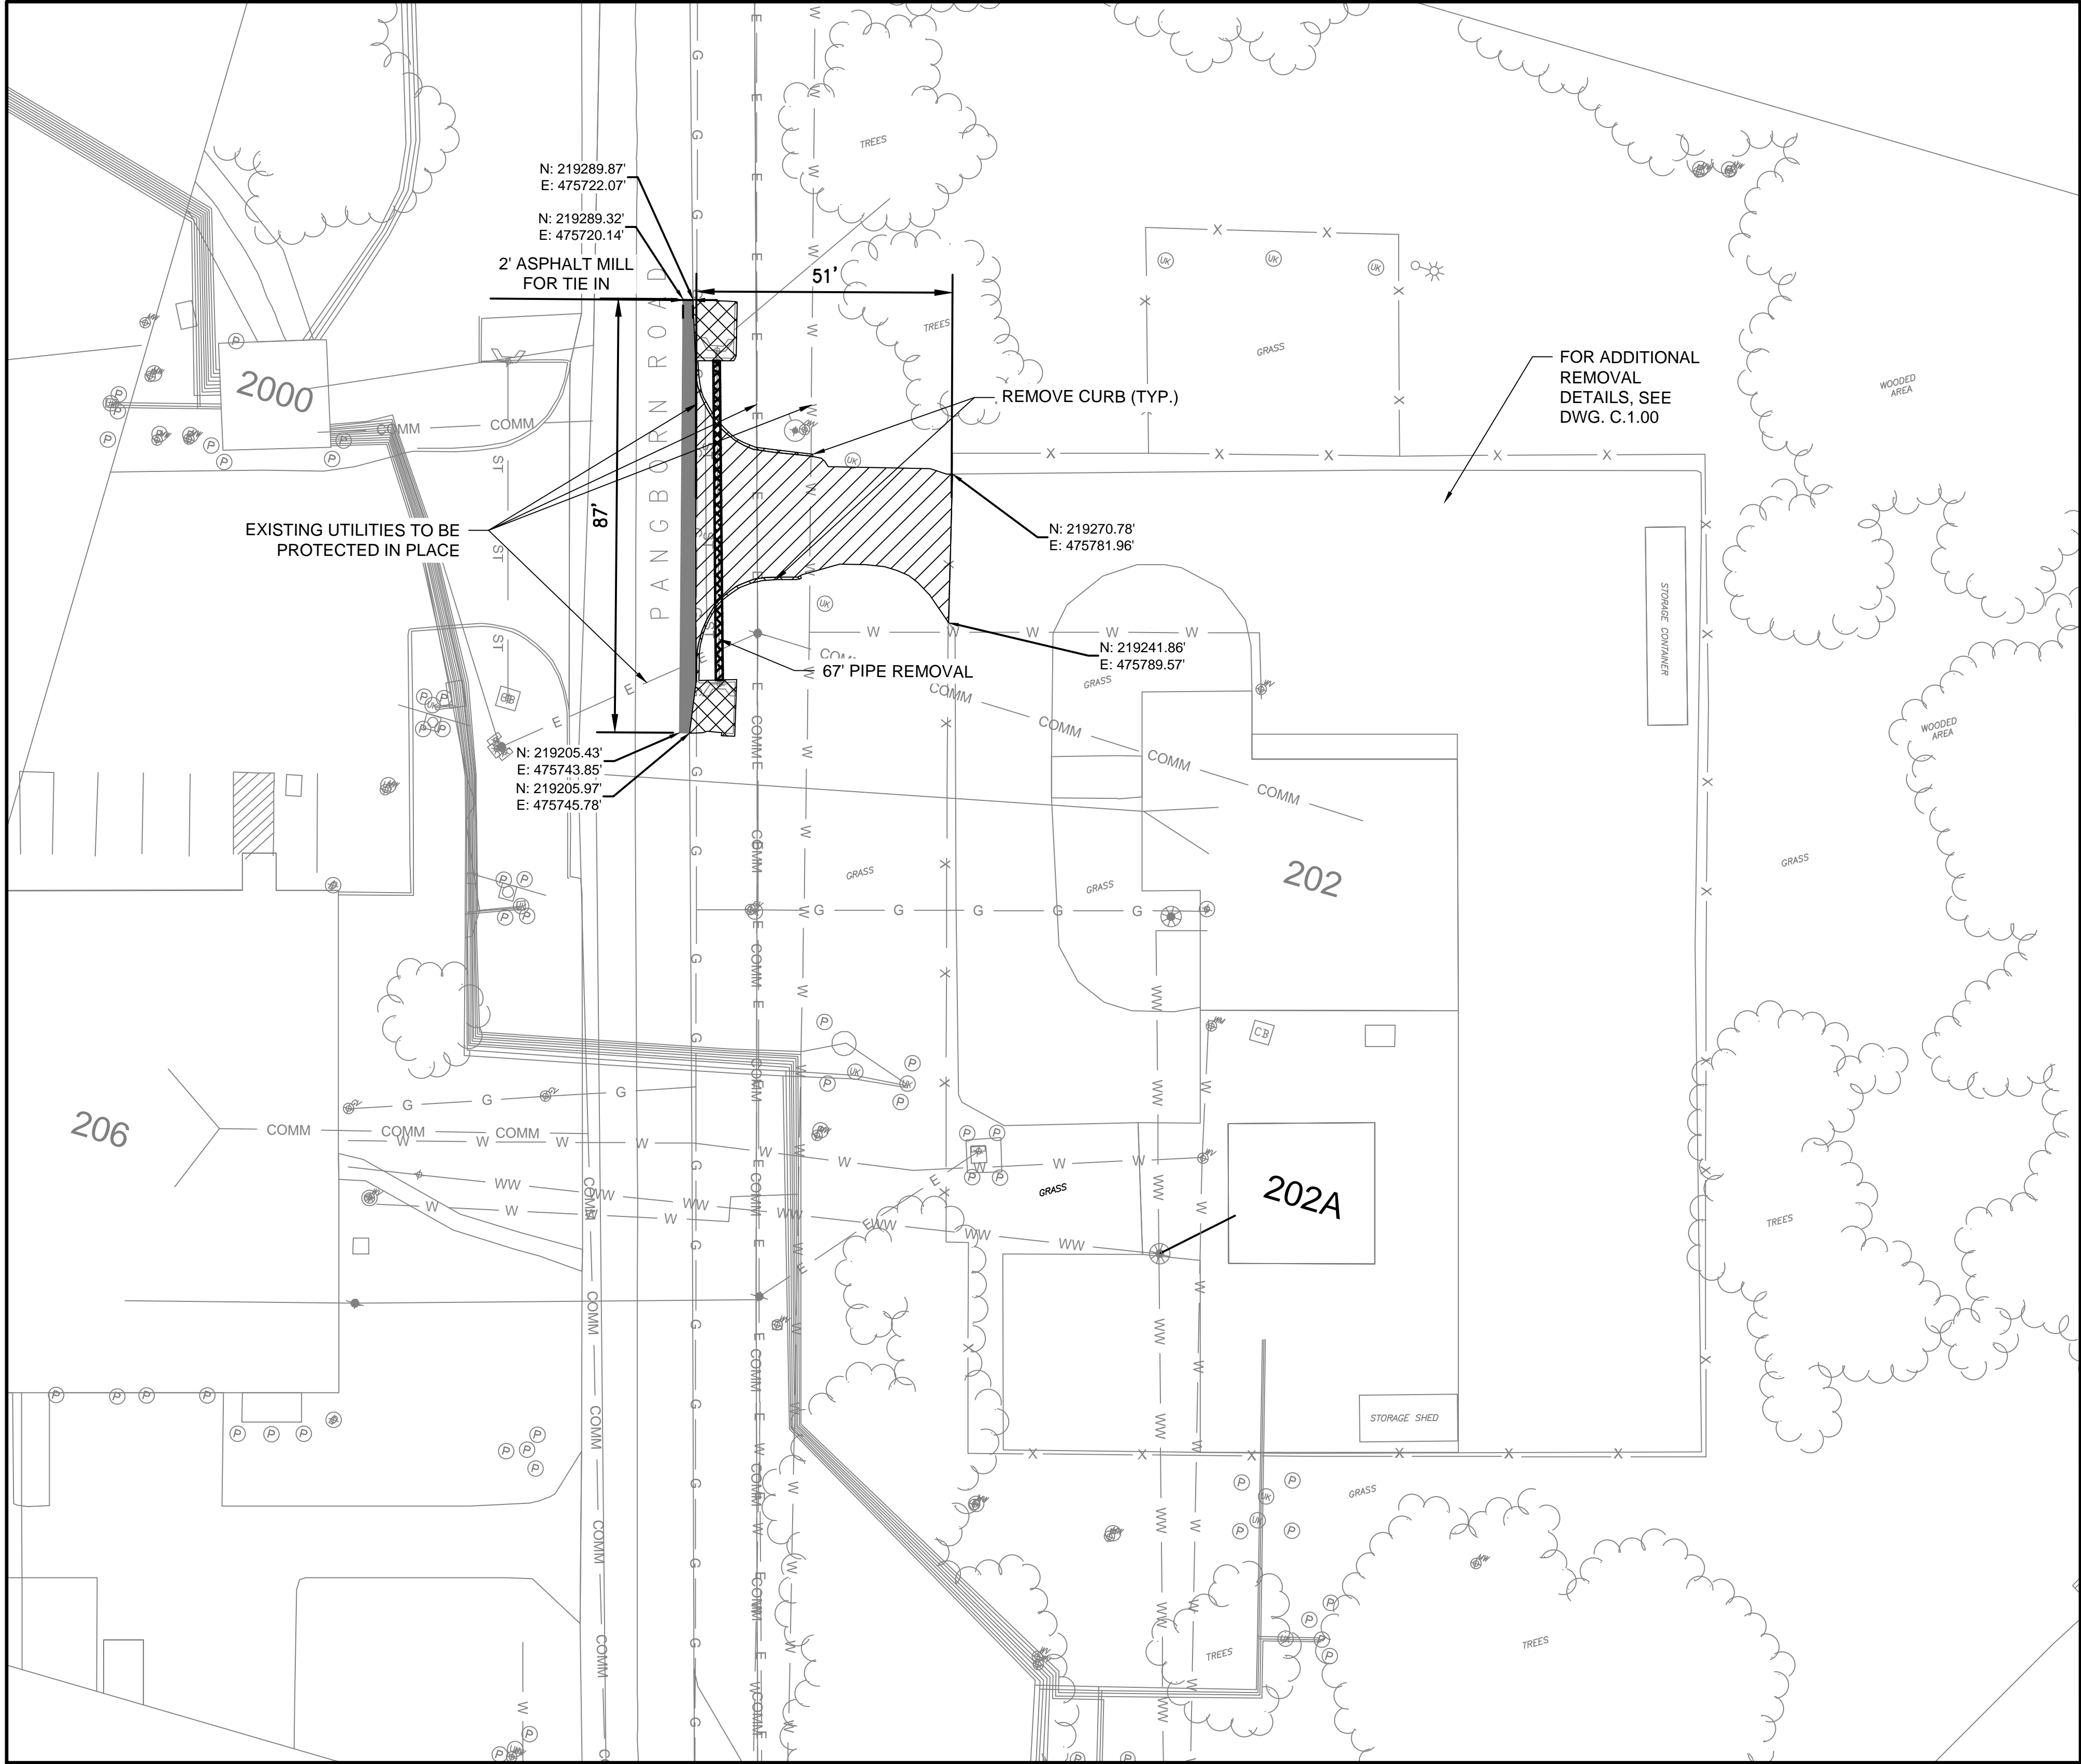 N: 219289.87'
E: 475722.07'
N: 219289.32'
E: 475720.14'
2' ASPHALT MILL
FOR TIE IN
51'
87'
PANGBORN ROAD
TREES
TREES
GRASS
WOODED
AREA
FOR ADDITIONAL
REMOVAL
DETAILS, SEE
DWG. C.1.00
REMOVE CURB (TYP.)
2000
COMM
COMM
EXISTING UTILITIES TO BE
PROTECTED IN PLACE
N: 219270.78'
E: 475781.96'
N: 219241.86'
E: 475789.57'
67' PIPE REMOVAL
STORAGE CONTAINER
GRASS
WOODED
AREA
COMM
COMM
COMM
COMM
N: 219205.43'
E: 475743.85'
N: 219205.97'
E: 475745.78'
202
GRASS
GRASS
GRASS
CB
206
COMM
COMM
COMM
GRASS
202A
TREES
STORAGE SHED
GRASS
TREES
TREES